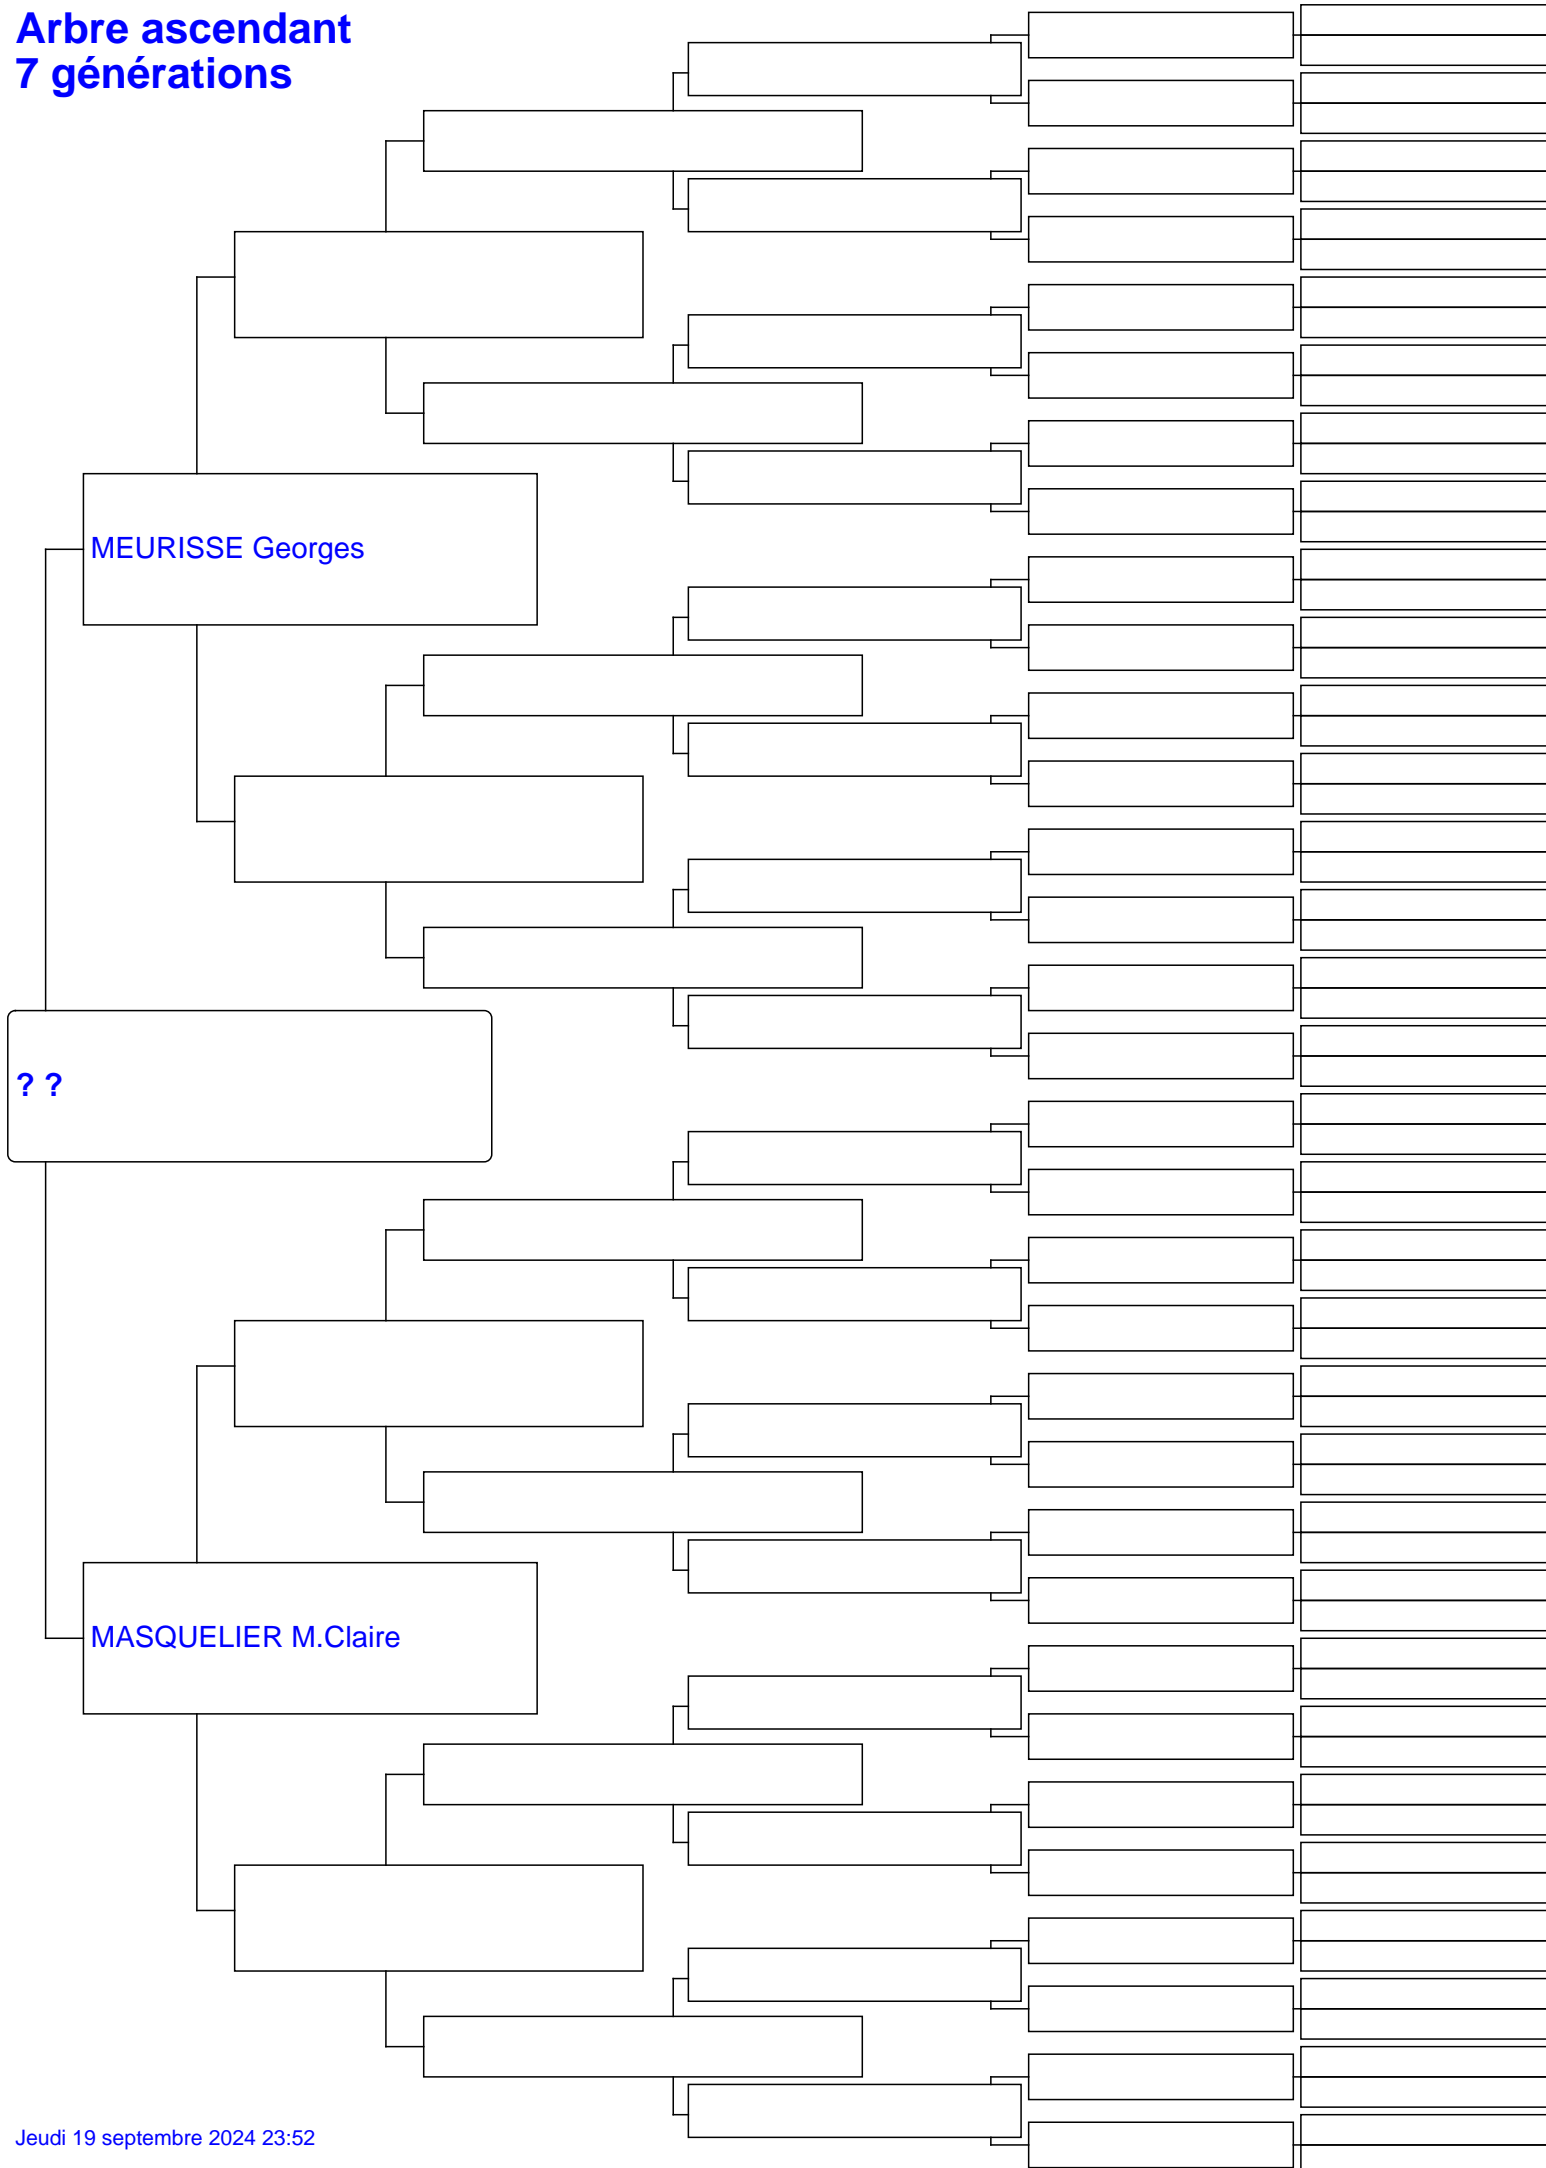 Arbre ascendant
7 générations
MEURISSE Georges
? ?
MASQUELIER M.Claire
Jeudi 19 septembre 2024 23:52